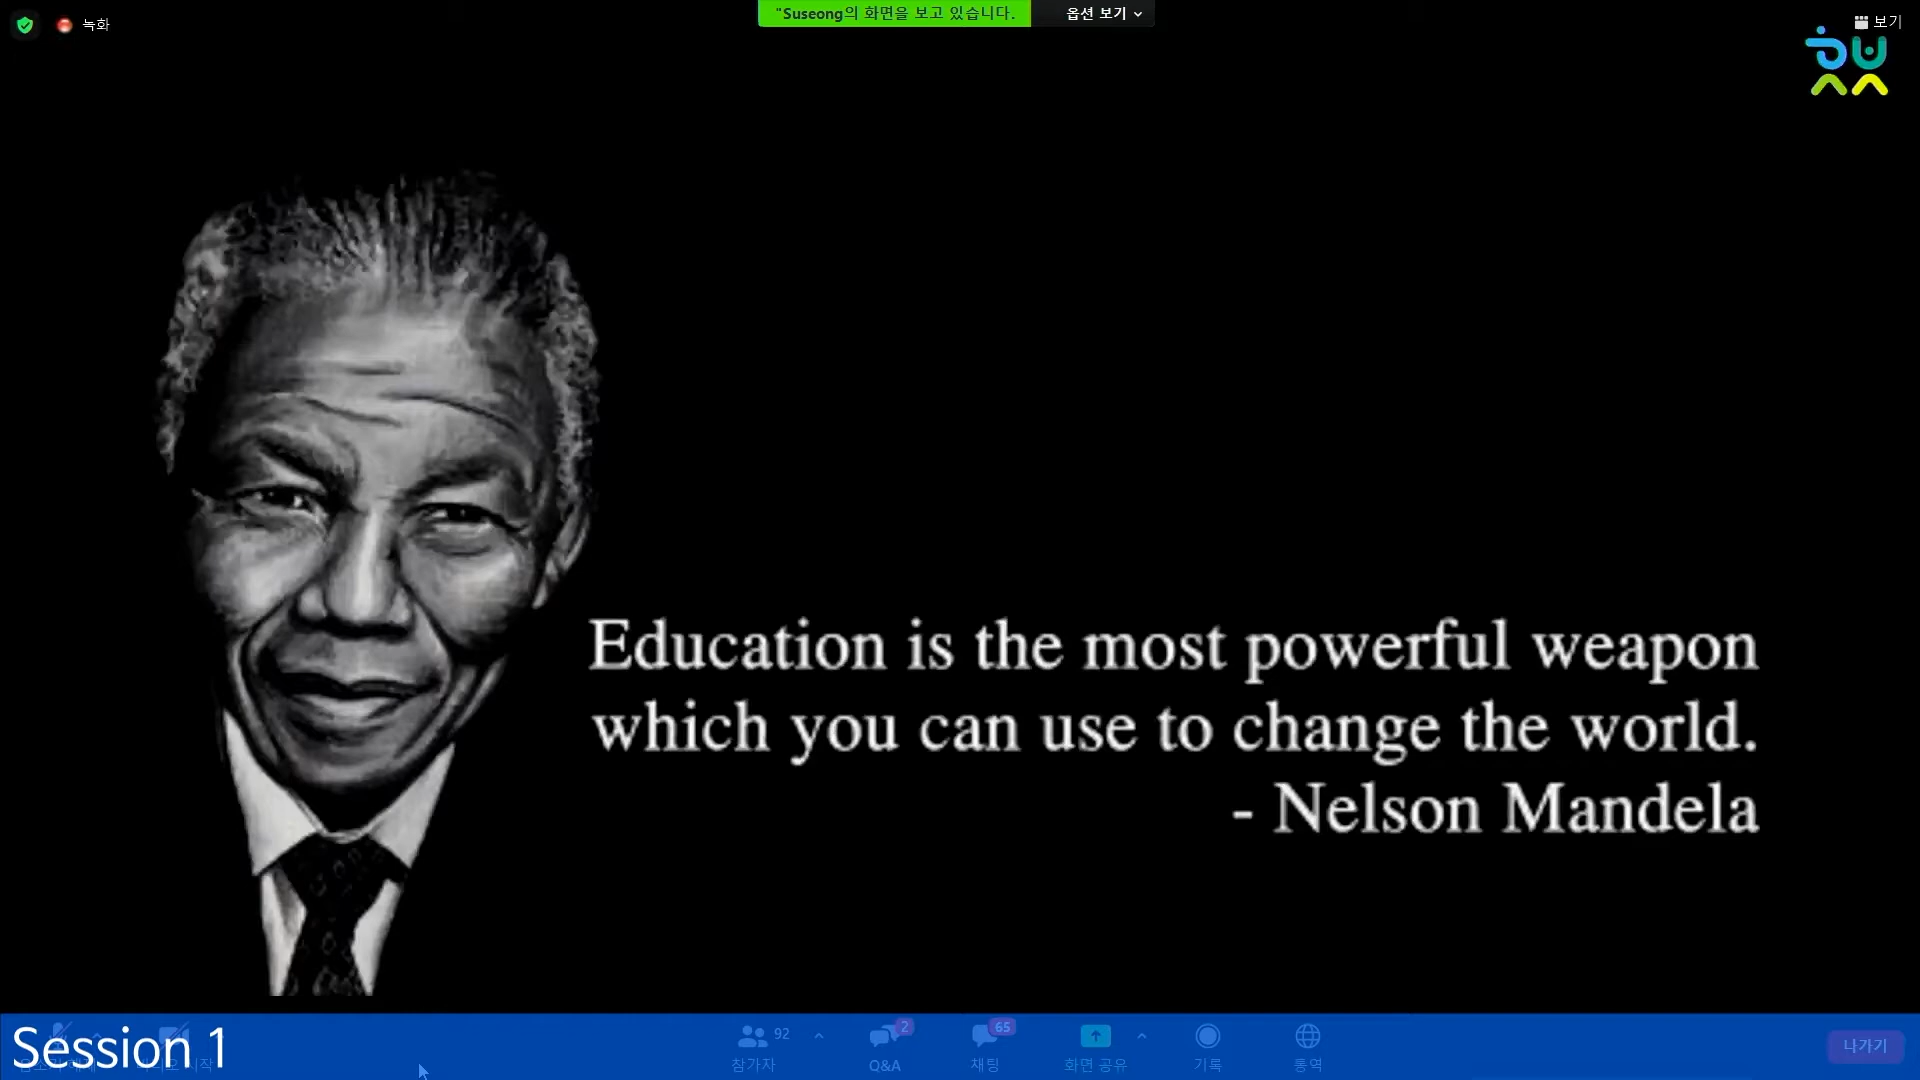 녹화
"Suseong의 화면을 보고 있습니다.
옵션 보기
보기
Education is the most powerful weapon
which you can use to change the world.
- Nelson Mandela
Session 1
92
참가자
2
Q&A
65
채팅
화면 공유
기록
통역
나가기